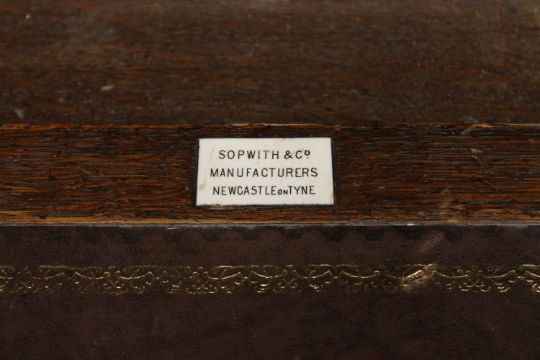 SOPWITH & Cº
MANUFACTURERS
NEWCASTLE ON TYNE